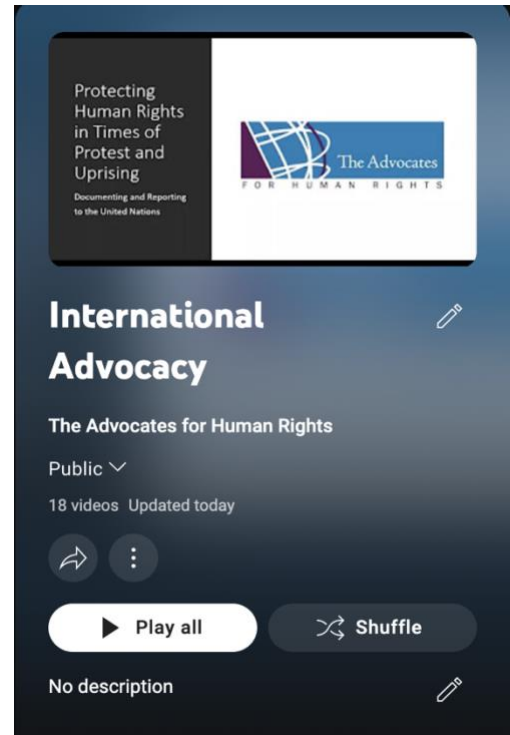 Protecting
Human Rights
in Times of
Protest and
Uprising
Documenting and Reporting
to the United Nations
The Advocates
FOR HUMAN RIGHTS
International
Advocacy
The Advocates for Human Rights
Public
18 videos Updated today
Play all
Shuffle
No description